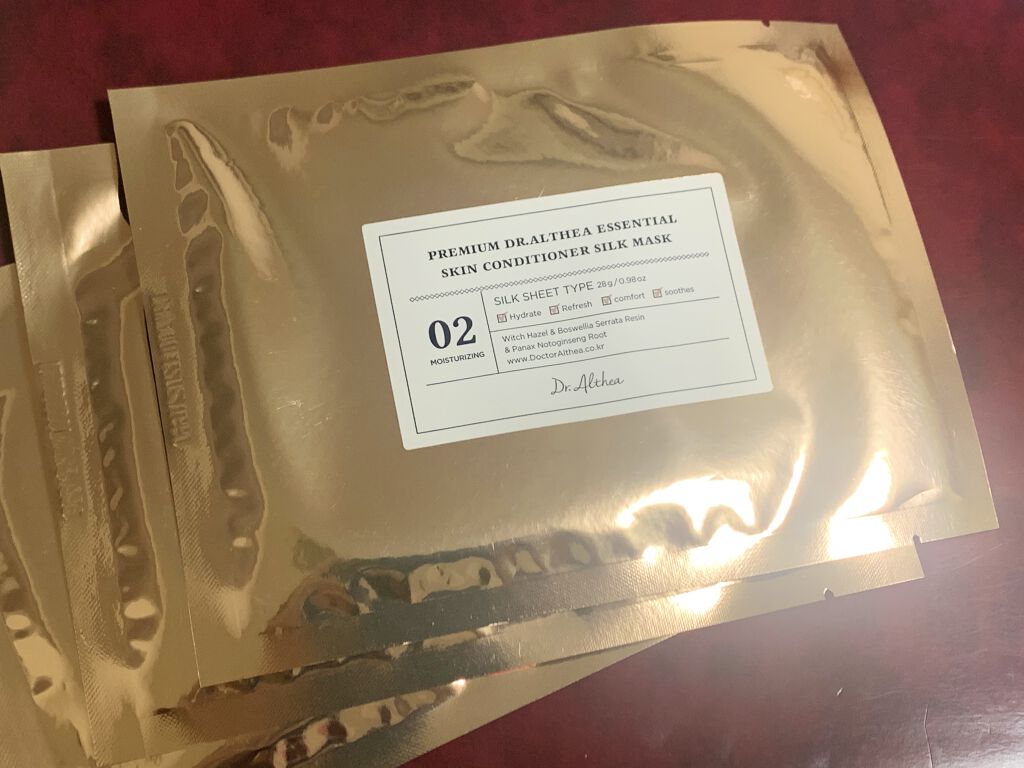 PREMIUM DR.ALTHEA ESSENTIAL
SKIN CONDITIONER SILK MASK
02
MOISTURIZING
SILK SHEET TYPE 28g / 0.98oz
Hydrate Refresh comfort soothes
Witch Hazel & Boswellia Serrata Resin
& Panax Notoginseng Root
www.DoctorAlthea.co.kr
Dr.Althea